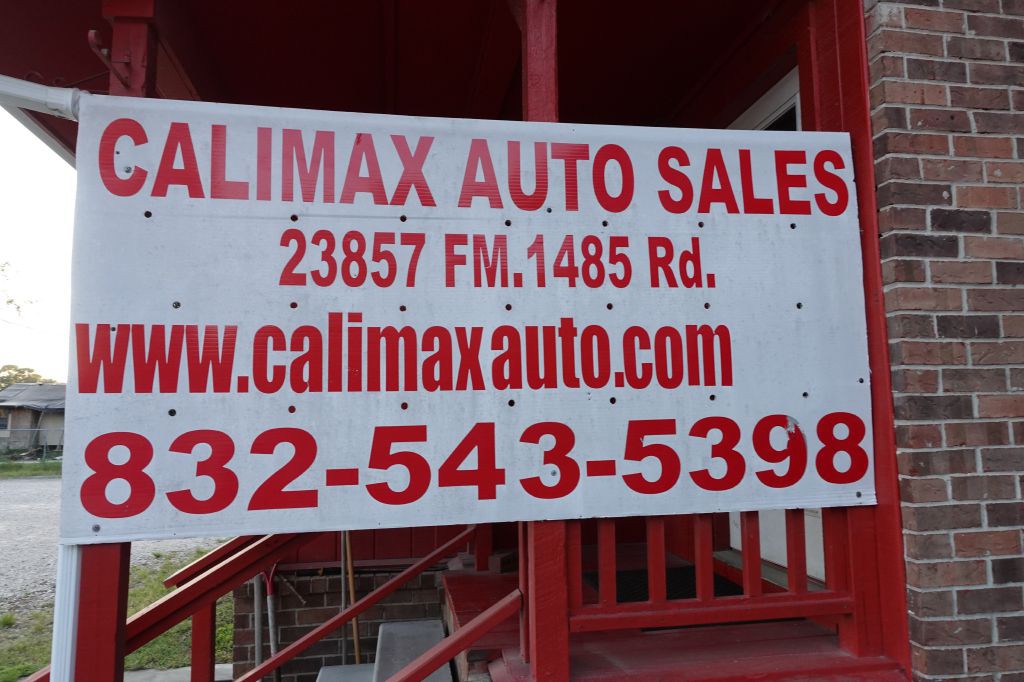 CALIMAX AUTO SALES
23857 FM.1485 Rd.
www.calimaxauto.com
832-543-5398